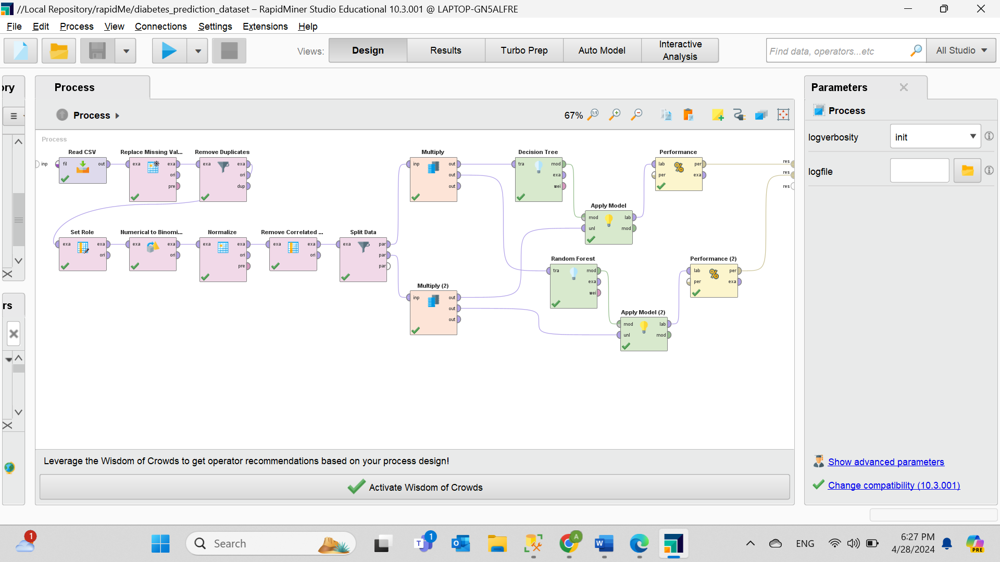 //Local Repository/rapidMe/diabetes_prediction_dataset – RapidMiner Studio Educational 10.3.001 @ LAPTOP-GN5ALFRE
File Edit Process View Connections Settings Extensions Help
Views: Design Results Turbo Prep Auto Model Interactive Analysis
Find data, operators...etc All Studio
ory Process Parameters
Process 67% Process
logverbosity init
logfile
Process
Read CSV Replace Missing Val... Remove Duplicates Multiply Decision Tree Performance
inp fil out exa exa exa exa inp out tra mod lab per res
ori ori out exa per exa res
pre dup out wei res
Apply Model
mod lab
unl mod
Set Role Numerical to Binomi... Normalize Remove Correlated ... Split Data
exa exa exa exa exa exa exa exa exa par
ori ori ori ori par
pre par
Random Forest Performance (2)
tra mod lab per
exa per exa
wei
Multiply (2)
inp out
out
out
Apply Model (2)
mod lab
unl mod
rs
Leverage the Wisdom of Crowds to get operator recommendations based on your process design!
Activate Wisdom of Crowds
Show advanced parameters
Change compatibility (10.3.001)
1 Search 1 A ENG 6:27 PM
4/28/2024
PRE